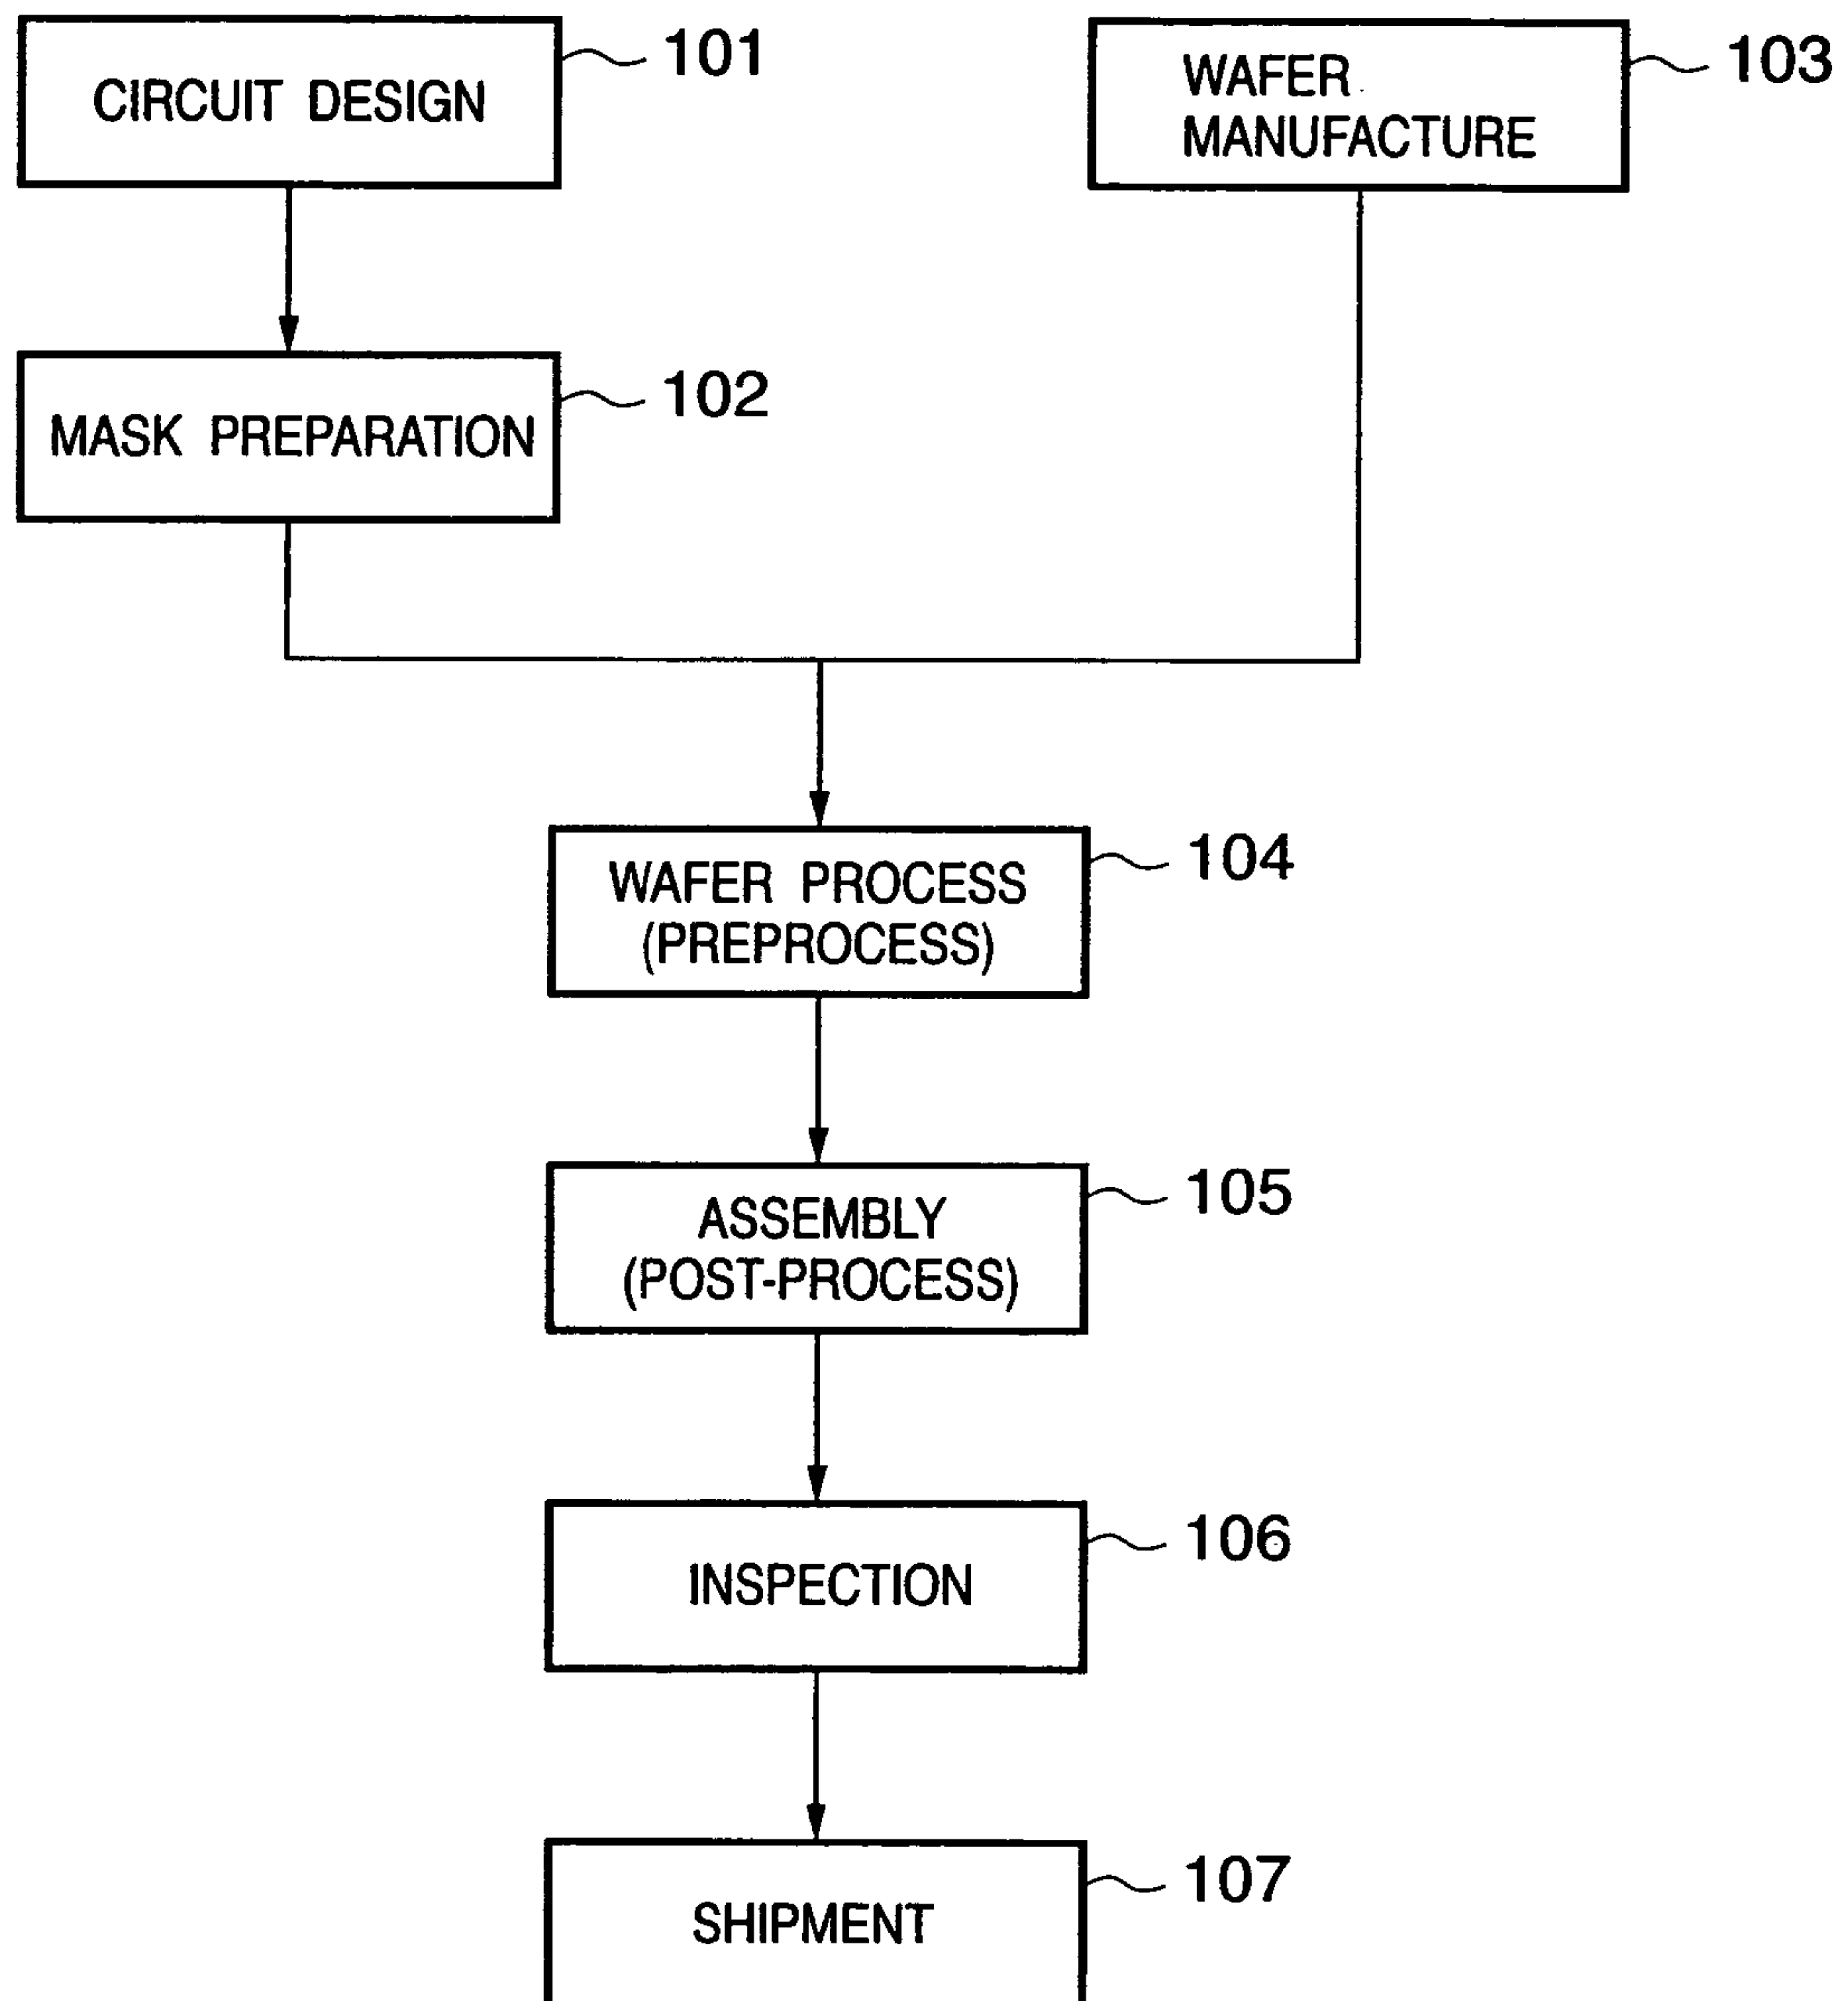 CIRCUIT DESIGN
101
WAFER
MANUFACTURE
103
MASK PREPARATION
102
WAFER PROCESS
(PREPROCESS)
104
ASSEMBLY
(POST-PROCESS)
105
INSPECTION
106
SHIPMENT
107